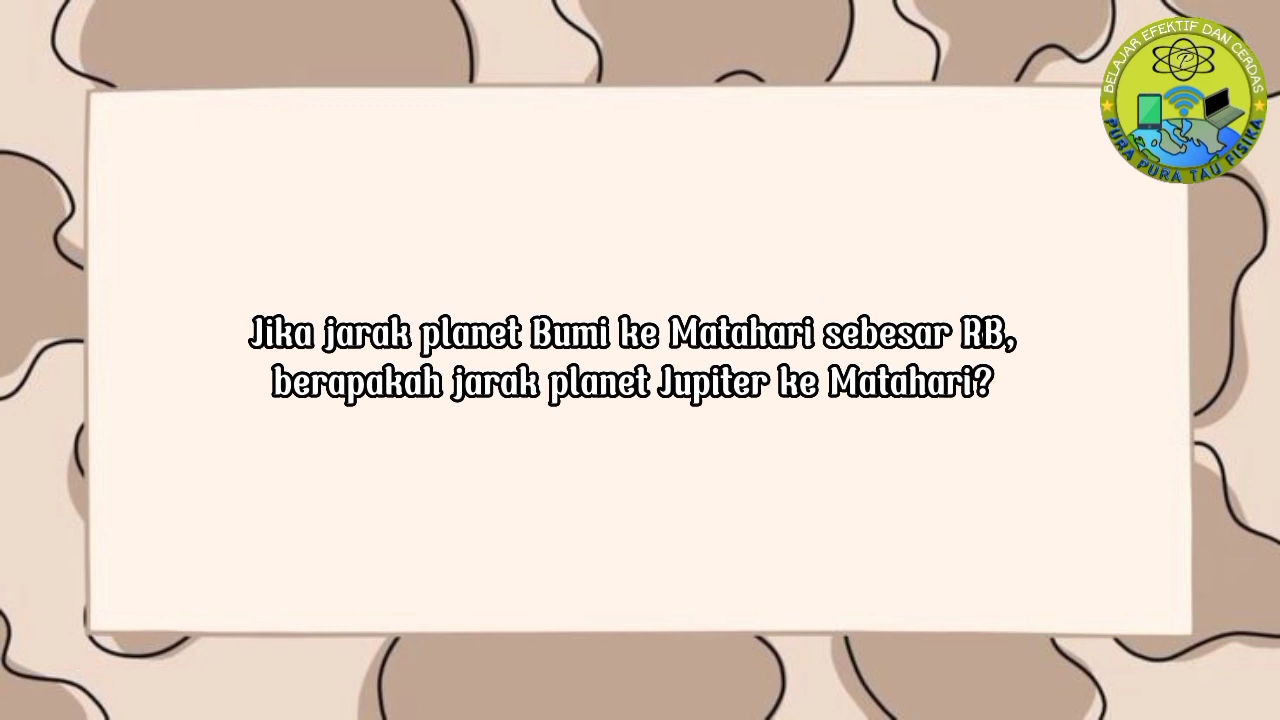 BELAJAR EFEKTIF DAN CERDAS
PURA PURA TAU FISIKA
Jika jarak planet Bumi ke Matahari sebesar RB,
berapakah jarak planet Jupiter ke Matahari?